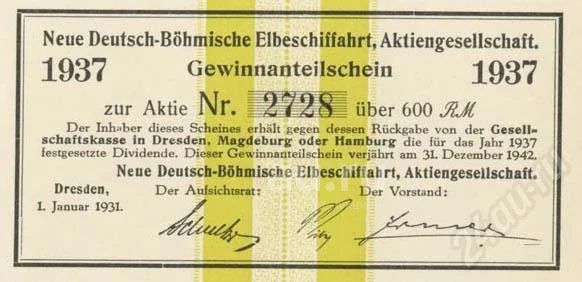 Neue Deutsch-Böhmische Elbeschiffahrt, Aktiengesellschaft.
1937 Gewinnanteilschein 1937
zur Aktie Nr. 2728 über 600 RM
Der Inhaber dieses Scheines erhält gegen dessen Rückgabe von der Gesell-
schaftskasse in Dresden, Magdeburg oder Hamburg die für das Jahr 1937
festgesetzte Dividende. Dieser Gewinnanteilschein verjährt am 31. Dezember 1942.
Neue Deutsch-Böhmische Elbeschiffahrt, Aktiengesellschaft.
Dresden, Der Aufsichtsrat: Der Vorstand:
1. Januar 1931.
24au.ru